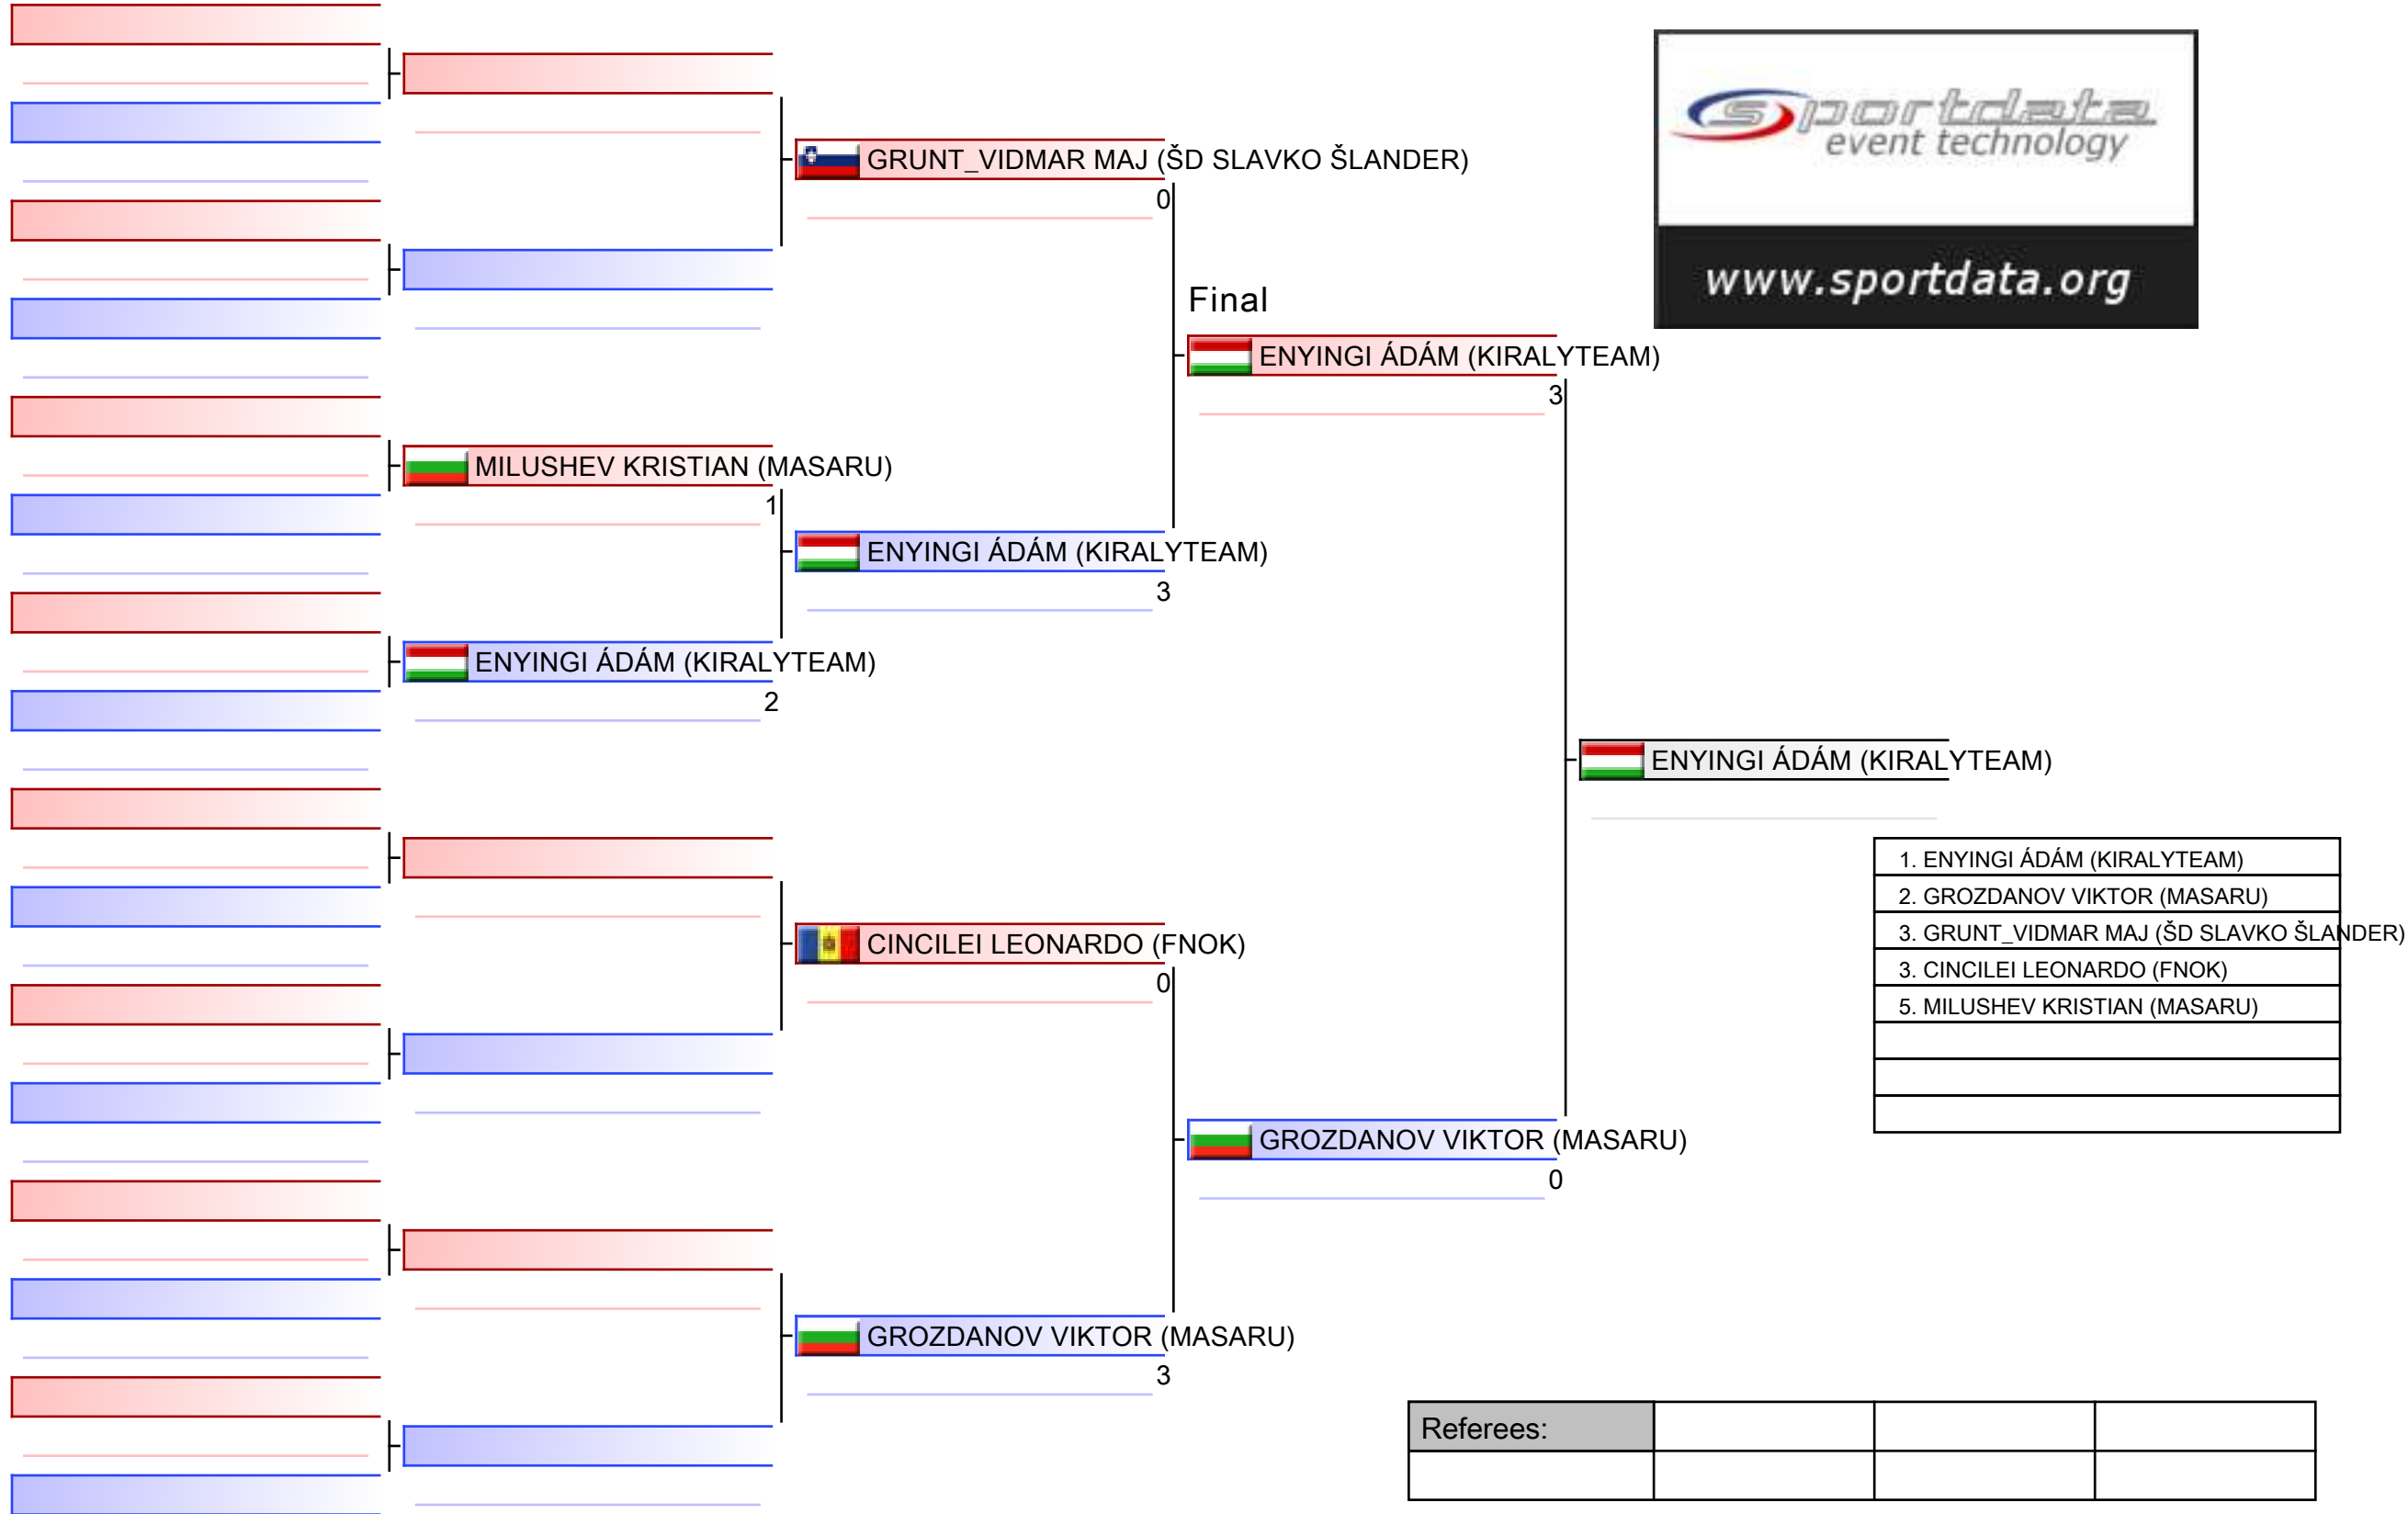 sportdata
event technology
www.sportdata.org
GRUNT_VIDMAR MAJ (ŠD SLAVKO ŠLANDER)
0
Final
ENYINGI ÁDÁM (KIRALYTEAM)
3
MILUSHEV KRISTIAN (MASARU)
1
ENYINGI ÁDÁM (KIRALYTEAM)
3
ENYINGI ÁDÁM (KIRALYTEAM)
2
ENYINGI ÁDÁM (KIRALYTEAM)
1. ENYINGI ÁDÁM (KIRALYTEAM)
2. GROZDANOV VIKTOR (MASARU)
3. GRUNT_VIDMAR MAJ (ŠD SLAVKO ŠLANDER)
3. CINCILEI LEONARDO (FNOK)
5. MILUSHEV KRISTIAN (MASARU)
CINCILEI LEONARDO (FNOK)
0
GROZDANOV VIKTOR (MASARU)
0
GROZDANOV VIKTOR (MASARU)
3
Referees: